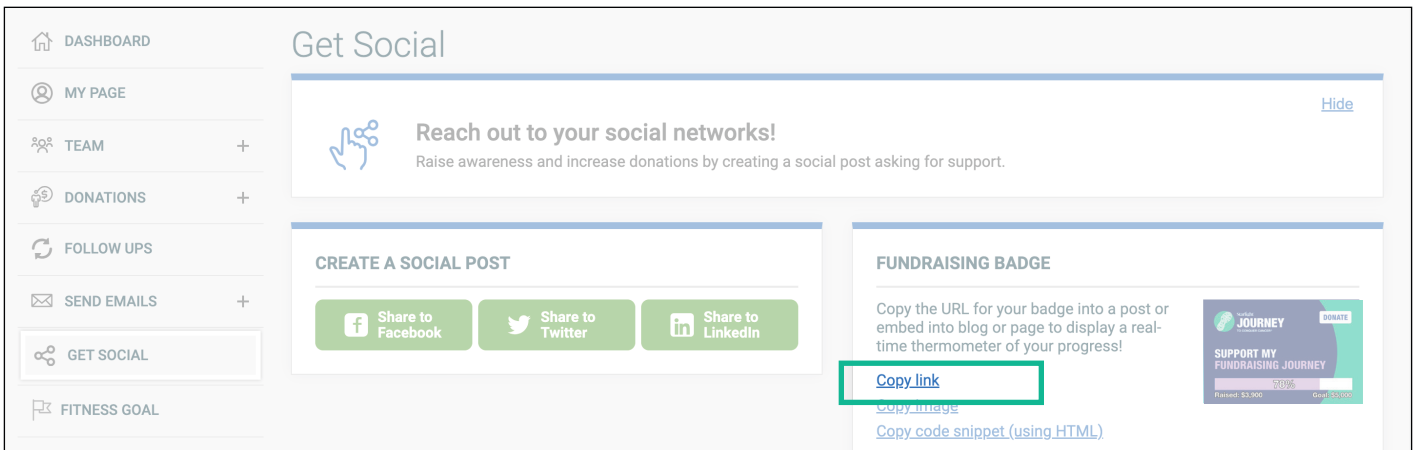 DASHBOARD
MY PAGE
TEAM +
DONATIONS +
FOLLOW UPS
SEND EMAILS +
GET SOCIAL
FITNESS GOAL
Get Social
Hide
Reach out to your social networks!
Raise awareness and increase donations by creating a social post asking for support.
CREATE A SOCIAL POST
Share to
Facebook
Share to
Twitter
Share to
LinkedIn
FUNDRAISING BADGE
Copy the URL for your badge into a post or
embed into blog or page to display a real-
time thermometer of your progress!
Copy link
Copy image
Copy code snippet (using HTML)
JOURNEY
DONATE
SUPPORT MY
FUNDRAISING JOURNEY
78%
Raised: $3,900
Goal: $5,000